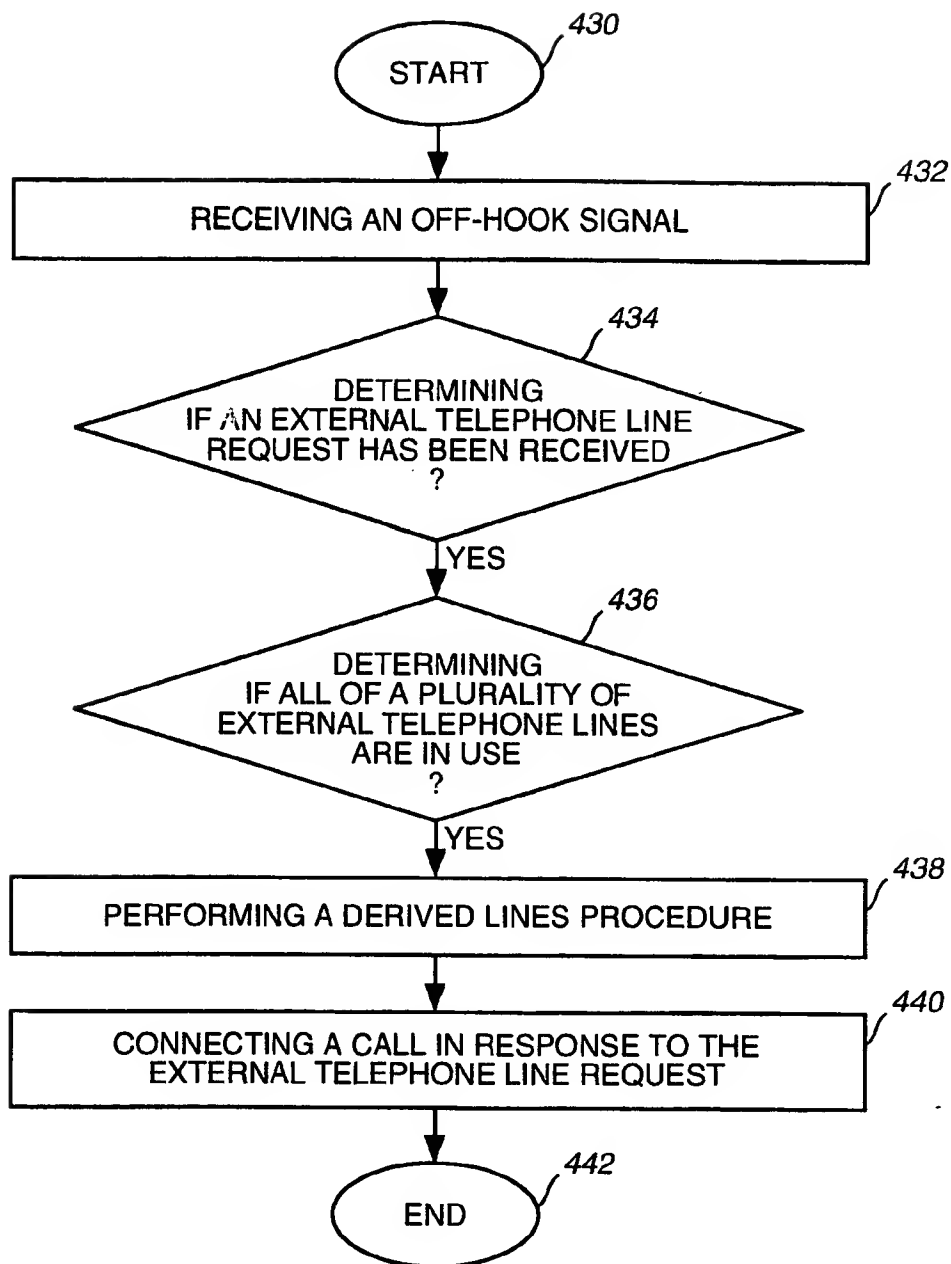 430
START
432
RECEIVING AN OFF-HOOK SIGNAL
434
DETERMINING
IF AN EXTERNAL TELEPHONE LINE
REQUEST HAS BEEN RECEIVED
?
YES
436
DETERMINING
IF ALL OF A PLURALITY OF
EXTERNAL TELEPHONE LINES
ARE IN USE
?
YES
438
PERFORMING A DERIVED LINES PROCEDURE
440
CONNECTING A CALL IN RESPONSE TO THE
EXTERNAL TELEPHONE LINE REQUEST
442
END